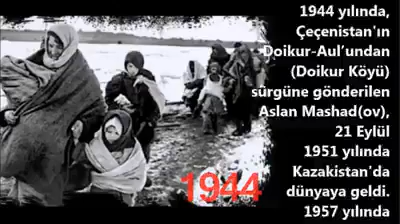 1944 yılında,
Çeçenistan'ın
Doikur-Aul’undan
(Doikur Köyü)
sürgüne gönderilen
Aslan Mashad(ov),
21 Eylül
1951 yılında
Kazakistan'da
dünyaya geldi.
1957 yılında
1944